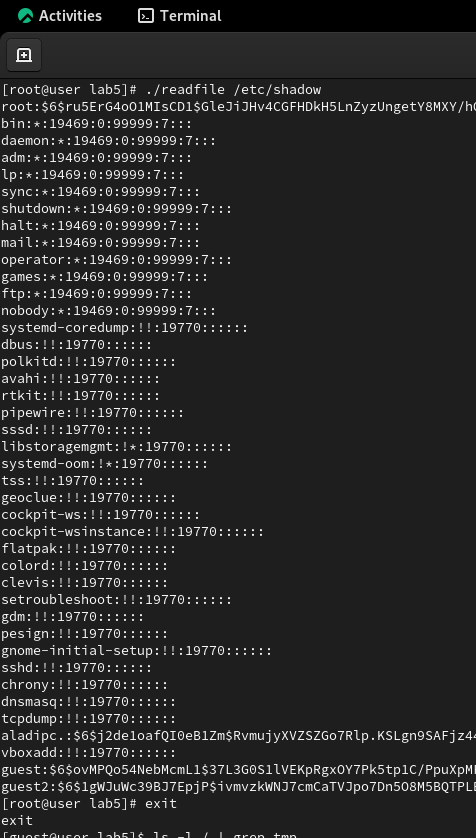 Activities Terminal
[root@user lab5]# ./readfile /etc/shadow
root:$6$ru5ErG4oO1MIsCD1$GleJiJHv4CGFHDkH5LnZyzUngetY8MXY/h
bin:*:19469:0:99999:7:::
daemon:*:19469:0:99999:7:::
adm:*:19469:0:99999:7:::
lp:*:19469:0:99999:7:::
sync:*:19469:0:99999:7:::
shutdown:*:19469:0:99999:7:::
halt:*:19469:0:99999:7:::
mail:*:19469:0:99999:7:::
operator:*:19469:0:99999:7:::
games:*:19469:0:99999:7:::
ftp:*:19469:0:99999:7:::
nobody:*:19469:0:99999:7:::
systemd-coredump:!!:19770::::::
dbus:!!:19770::::::
polkitd:!!:19770::::::
avahi:!!:19770::::::
rtkit:!!:19770::::::
pipewire:!!:19770::::::
sssd:!!:19770::::::
libstoragemgmt:!*:19770::::::
systemd-oom:!*:19770::::::
tss:!!:19770::::::
geoclue:!!:19770::::::
cockpit-ws:!!:19770::::::
cockpit-wsinstance:!!:19770::::::
flatpak:!!:19770::::::
colord:!!:19770::::::
clevis:!!:19770::::::
setroubleshoot:!!:19770::::::
gdm:!!:19770::::::
pesign:!!:19770::::::
gnome-initial-setup:!!:19770::::::
sshd:!!:19770::::::
chrony:!!:19770::::::
dnsmasq:!!:19770::::::
tcpdump:!!:19770::::::
aladipc.:$6$j2de1oafQI0eB1Zm$RvmujyXVZSZGo7Rlp.KSLgn9SAFjz4
vboxadd:!!:19770::::::
guest:$6$ovMPQo54NebMcmL1$37L3G0S1lVEKpRgxOY7Pk5tp1C/PpuXpM
guest2:$6$1gWJuWc39BJ7EpjP$ivmvzkWNJ7cmCaTVJpo7Dn5O8M5BQTPL
[root@user lab5]# exit
exit
[guest@user lab5]$ ls -l / | grep tmp